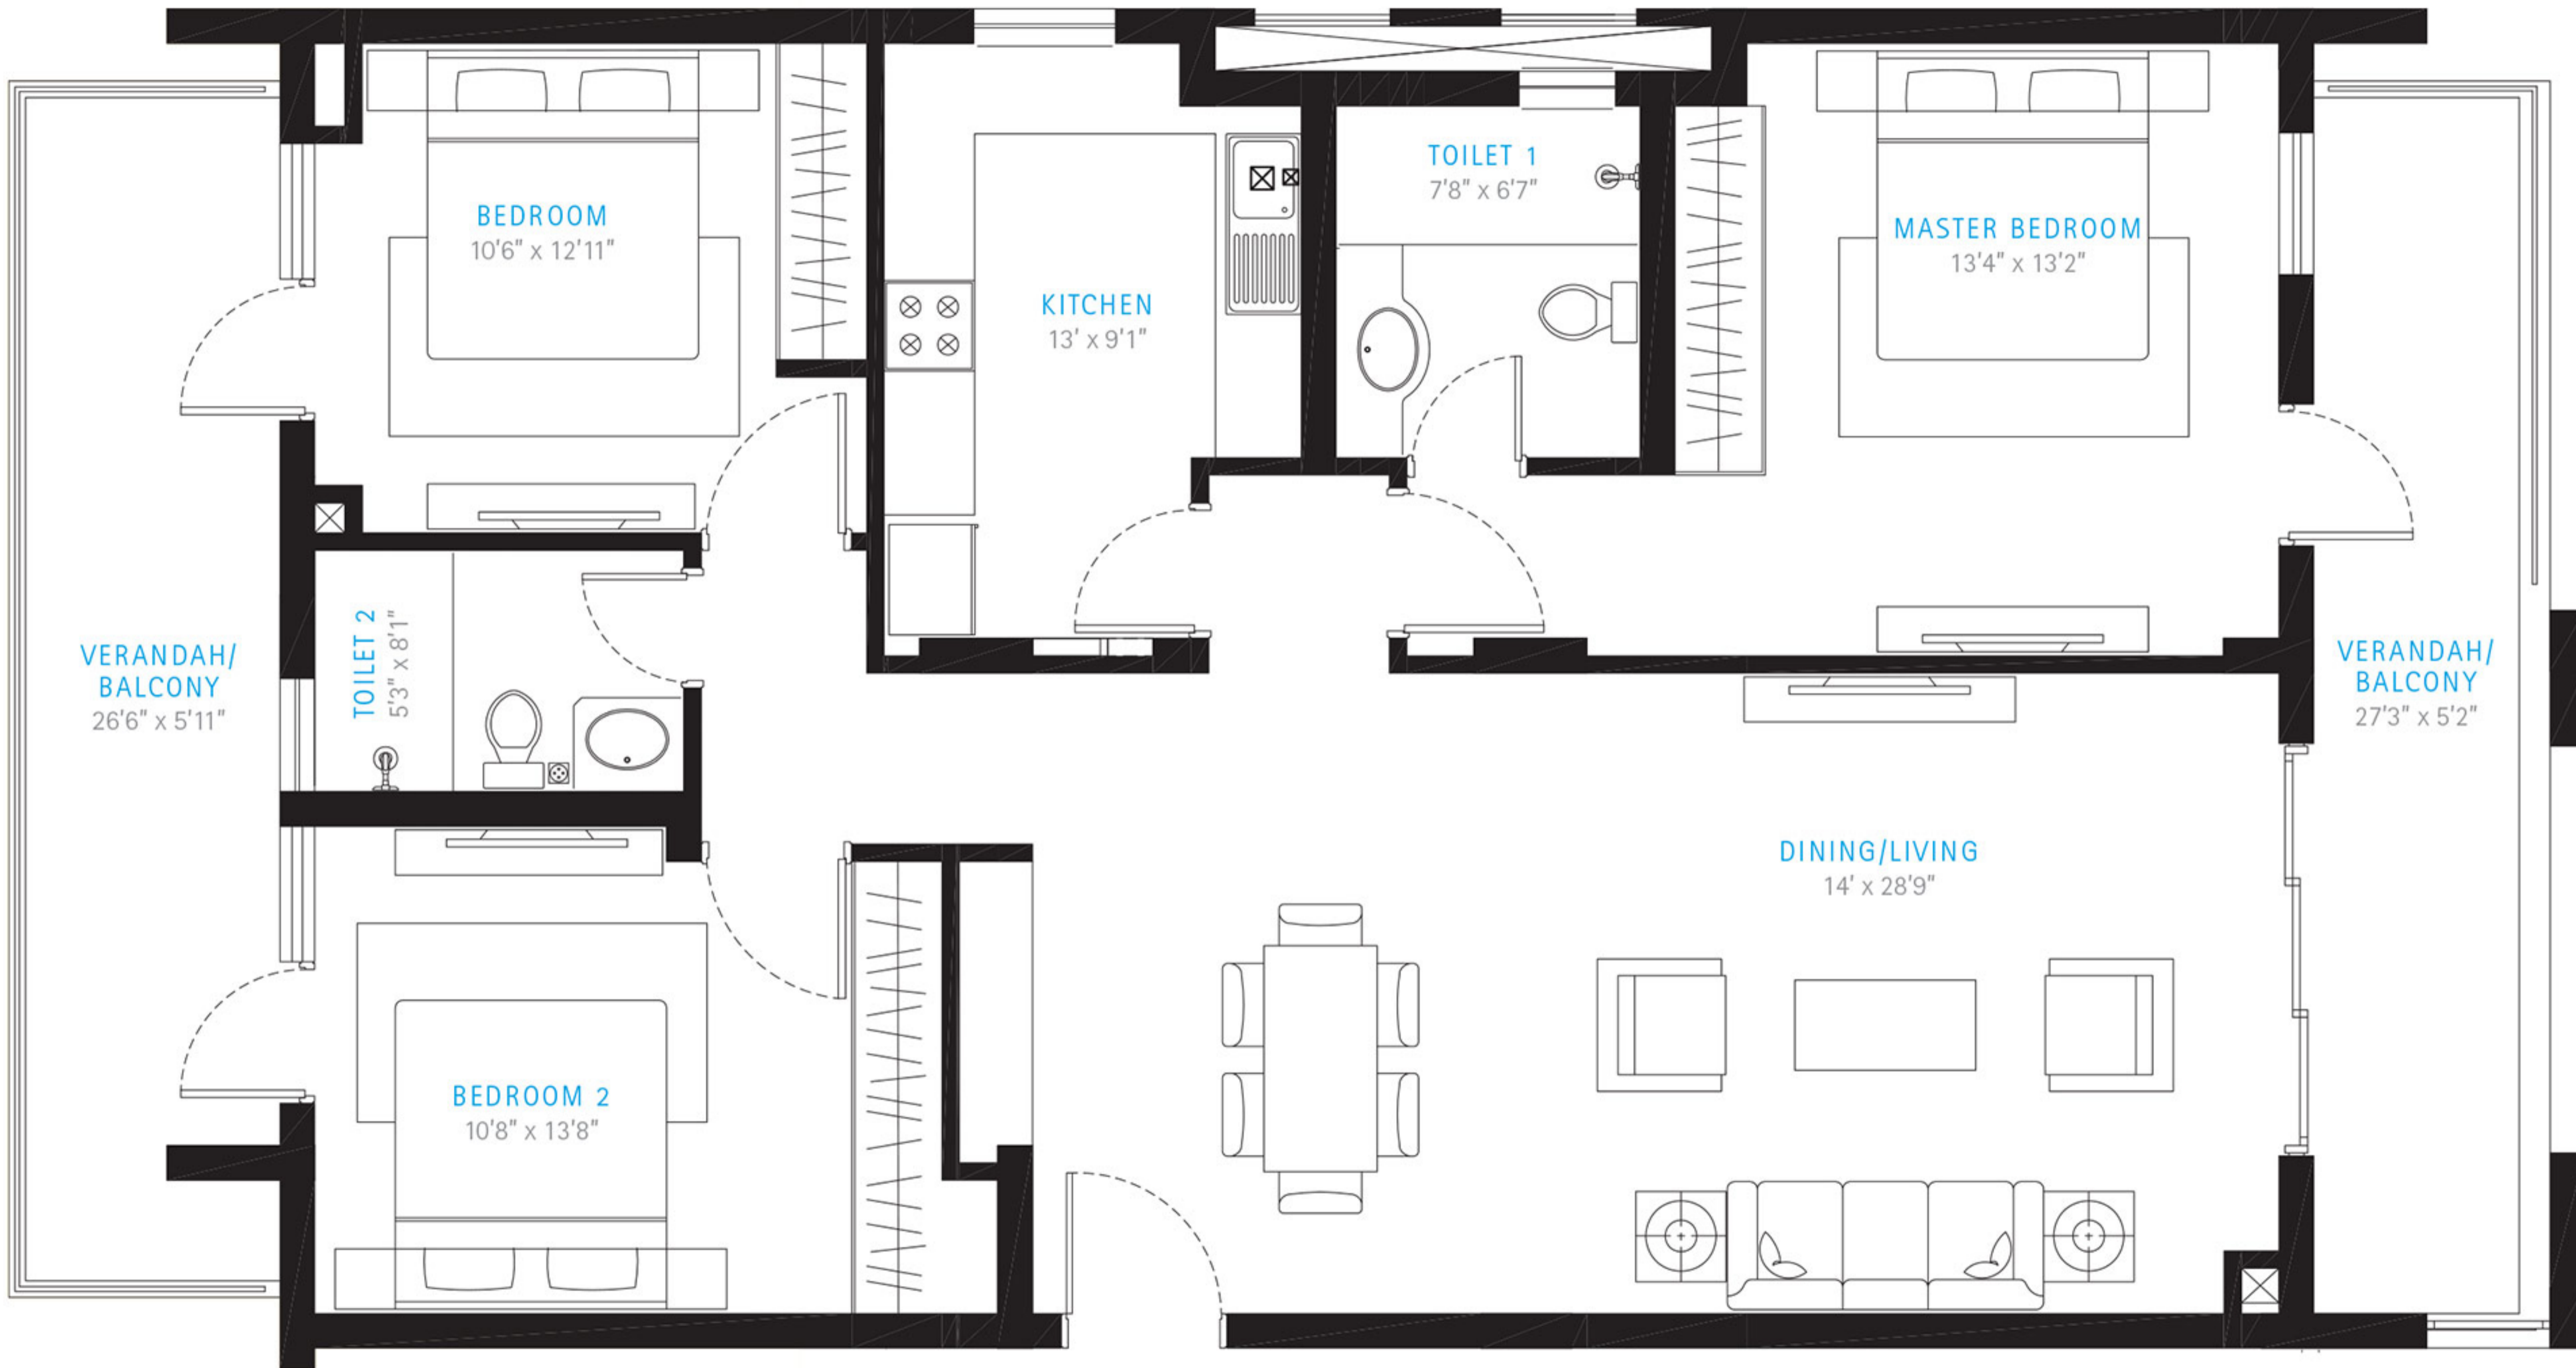 BEDROOM
10'6" x 12'11"
KITCHEN
13' x 9'1"
TOILET 1
7'8" x 6'7"
MASTER BEDROOM
13'4" x 13'2"
VERANDAH/
BALCONY
26'6" x 5'11"
TOILET 2
5'3" x 8'1"
VERANDAH/
BALCONY
27'3" x 5'2"
DINING/LIVING
14' x 28'9"
BEDROOM 2
10'8" x 13'8"